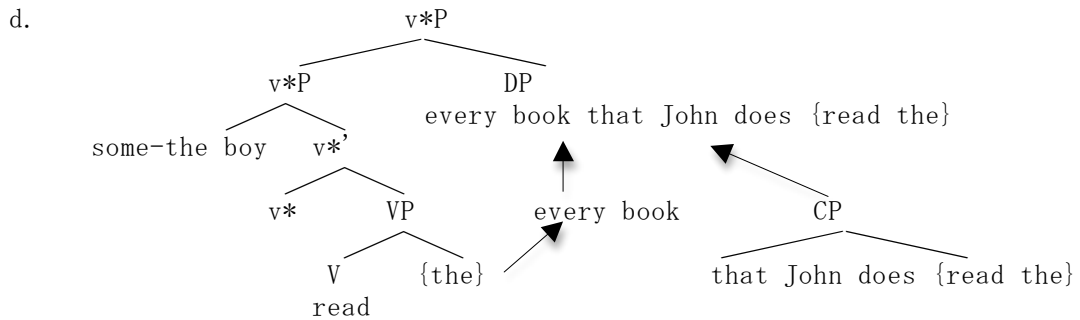 d. v*P
v*P DP
every book that John does {read the}
some-the boy v*’
v* VP every book CP
V {the} that John does {read the}
read